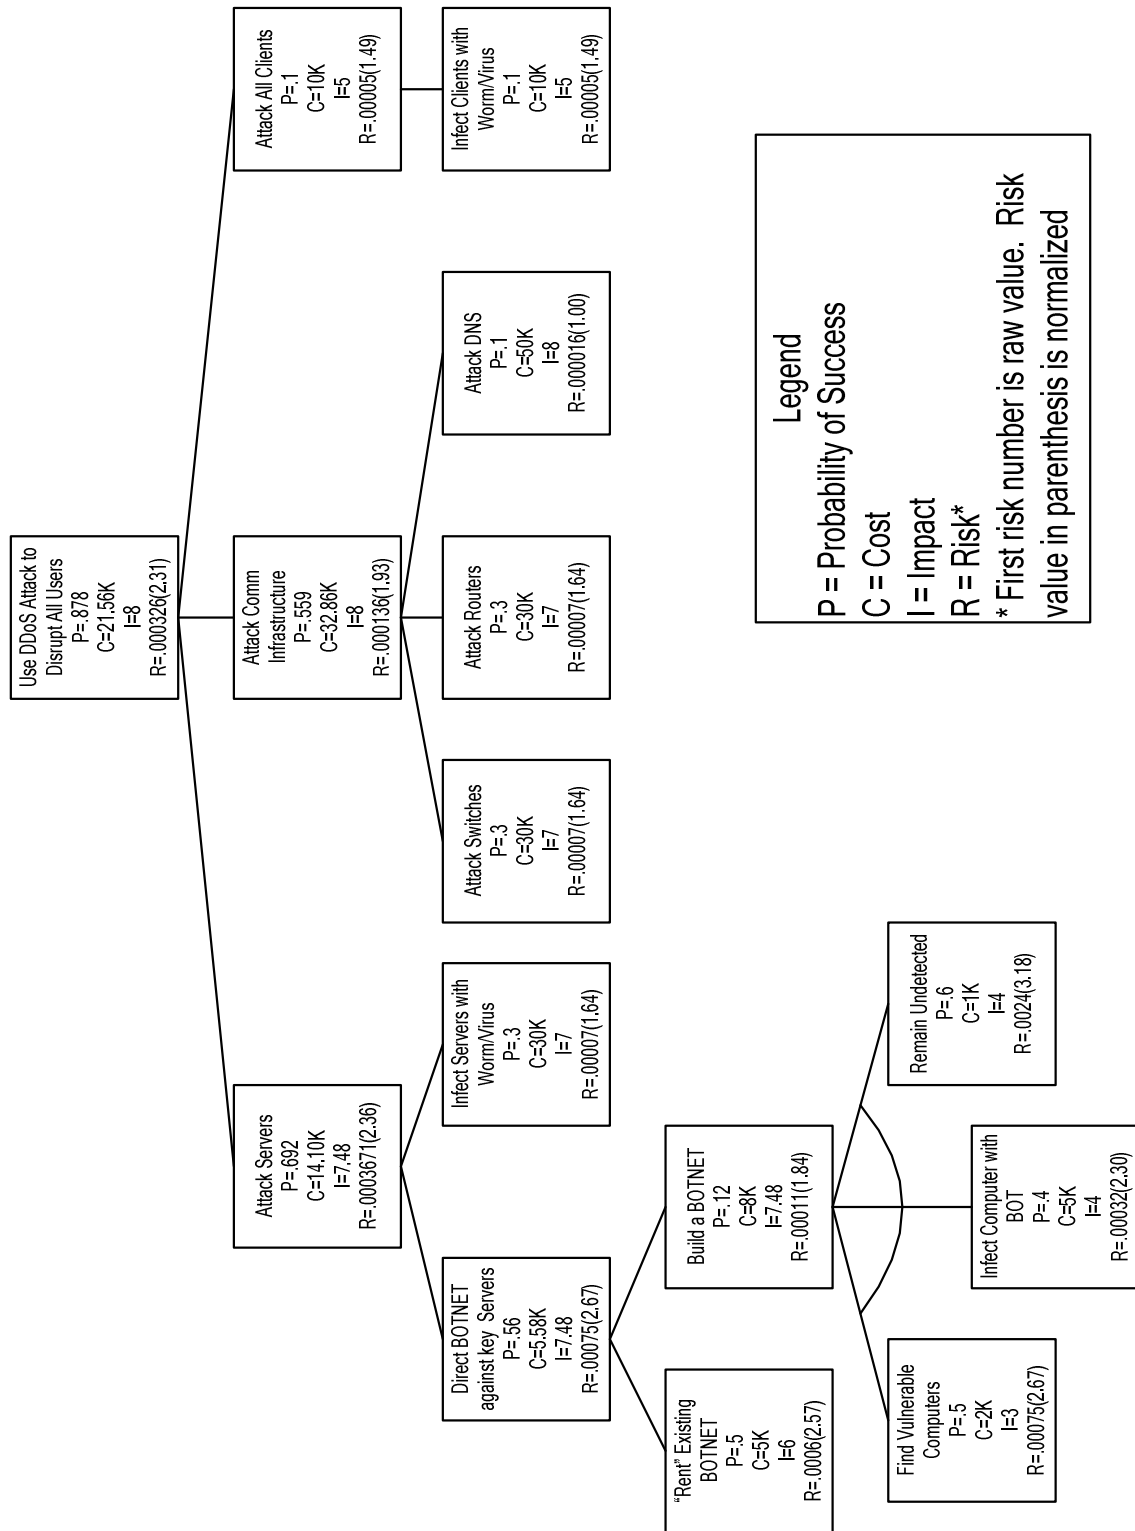 Use DDoS Attack to
Disrupt All Users
P=.878
C=21.56K
I=8
R=.000326(2.31)
Attack Servers
P=.692
C=14.10K
I=7.48
R=.0003671(2.36)
Attack Comm
Infrastructure
P=.559
C=32.86K
I=8
R=.000136(1.93)
Attack All Clients
P=.1
C=10K
I=5
R=.00005(1.49)
Direct BOTNET
against key Servers
P=.56
C=5.58K
I=7.48
R=.00075(2.67)
Infect Servers with
Worm/Virus
P=.3
C=30K
I=7
R=.00007(1.64)
Attack Switches
P=.3
C=30K
I=7
R=.00007(1.64)
Attack Routers
P=.3
C=30K
I=7
R=.00007(1.64)
Attack DNS
P=.1
C=50K
I=8
R=.000016(1.00)
Infect Clients with
Worm/Virus
P=.1
C=10K
I=5
R=.00005(1.49)
“Rent” Existing
BOTNET
P=.5
C=5K
I=6
R=.0006(2.57)
Build a BOTNET
P=.12
C=8K
I=7.48
R=.00011(1.84)
Find Vulnerable
Computers
P=.5
C=2K
I=3
R=.00075(2.67)
Infect Computer with
BOT
P=.4
C=5K
I=4
R=.00032(2.30)
Remain Undetected
P=.6
C=1K
I=4
R=.0024(3.18)
Legend
P = Probability of Success
C = Cost
I = Impact
R = Risk*
* First risk number is raw value. Risk
value in parenthesis is normalized